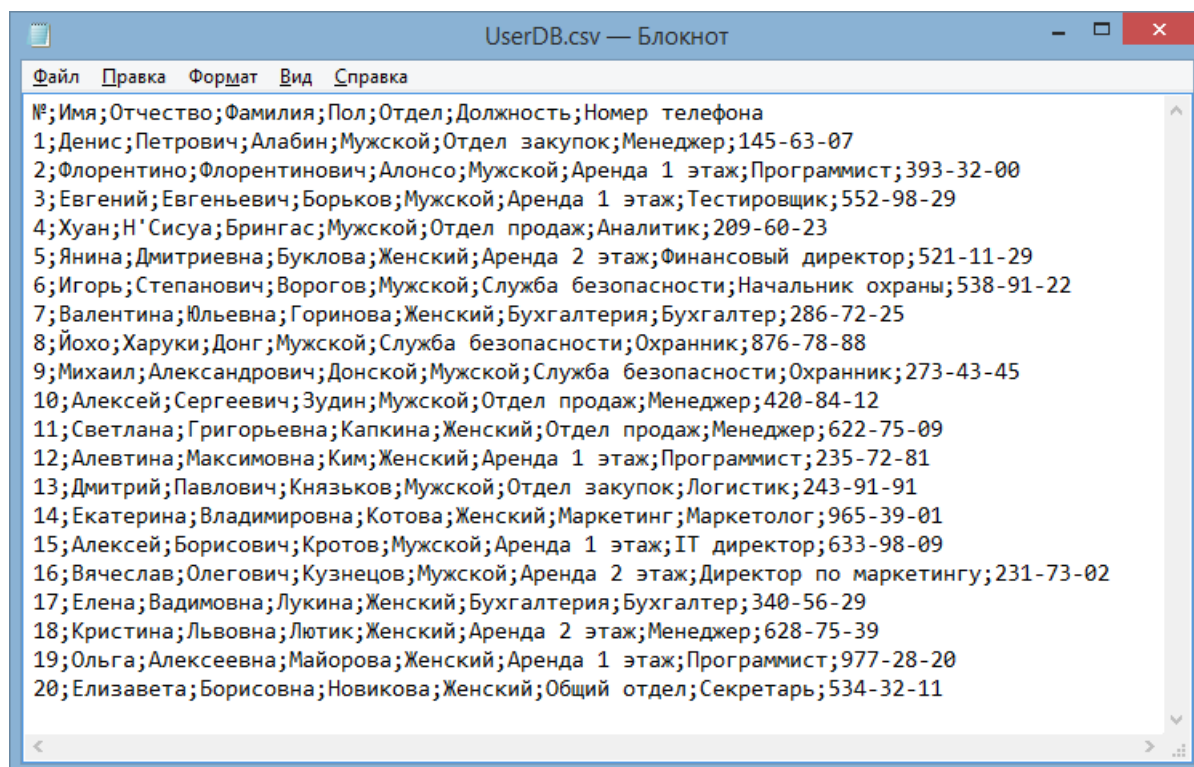 UserDB.csv — Блокнот
Файл Правка Формат Вид Справка
№;Имя;Отчество;Фамилия;Пол;Отдел;Должность;Номер телефона
1;Денис;Петрович;Алабин;Мужской;Отдел закупок;Менеджер;145-63-07
2;Флорентино;Флорентинович;Алонсо;Мужской;Аренда 1 этаж;Программист;393-32-00
3;Евгений;Евгеньевич;Борьков;Мужской;Аренда 1 этаж;Тестировщик;552-98-29
4;Хуан;Н'Сисуа;Брингас;Мужской;Отдел продаж;Аналитик;209-60-23
5;Янина;Дмитриевна;Буклова;Женский;Аренда 2 этаж;Финансовый директор;521-11-29
6;Игорь;Степанович;Ворогов;Мужской;Служба безопасности;Начальник охраны;538-91-22
7;Валентина;Юльевна;Горинова;Женский;Бухгалтерия;Бухгалтер;286-72-25
8;Йохо;Харуки;Донг;Мужской;Служба безопасности;Охранник;876-78-88
9;Михаил;Александрович;Донской;Мужской;Служба безопасности;Охранник;273-43-45
10;Алексей;Сергеевич;Зудин;Мужской;Отдел продаж;Менеджер;420-84-12
11;Светлана;Григорьевна;Капкина;Женский;Отдел продаж;Менеджер;622-75-09
12;Алевтина;Максимовна;Ким;Женский;Аренда 1 этаж;Программист;235-72-81
13;Дмитрий;Павлович;Князьков;Мужской;Отдел закупок;Логистик;243-91-91
14;Екатерина;Владимировна;Котова;Женский;Маркетинг;Маркетолог;965-39-01
15;Алексей;Борисович;Кротов;Мужской;Аренда 1 этаж;IT директор;633-98-09
16;Вячеслав;Олегович;Кузнецов;Мужской;Аренда 2 этаж;Директор по маркетингу;231-73-02
17;Елена;Вадимовна;Лукина;Женский;Бухгалтерия;Бухгалтер;340-56-29
18;Кристина;Львовна;Лютик;Женский;Аренда 2 этаж;Менеджер;628-75-39
19;Ольга;Алексеевна;Майорова;Женский;Аренда 1 этаж;Программист;977-28-20
20;Елизавета;Борисовна;Новикова;Женский;Общий отдел;Секретарь;534-32-11